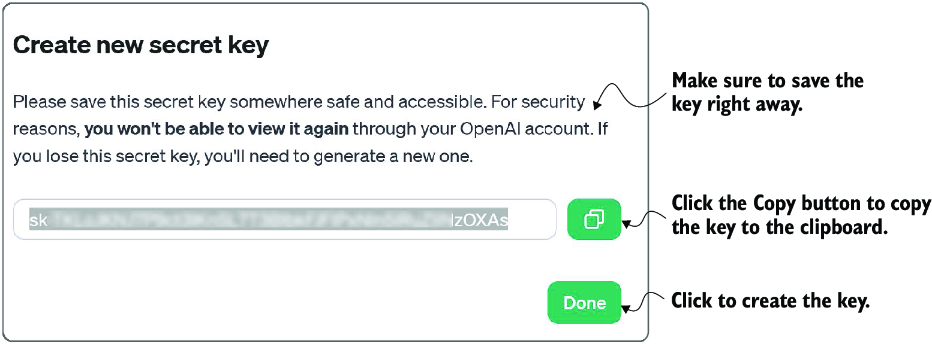 Create new secret key
Please save this secret key somewhere safe and accessible. For security
reasons, you won't be able to view it again through your OpenAI account. If
you lose this secret key, you'll need to generate a new one.
sk
lzOXAs
Done
Make sure to save the
key right away.
Click the Copy button to copy
the key to the clipboard.
Click to create the key.